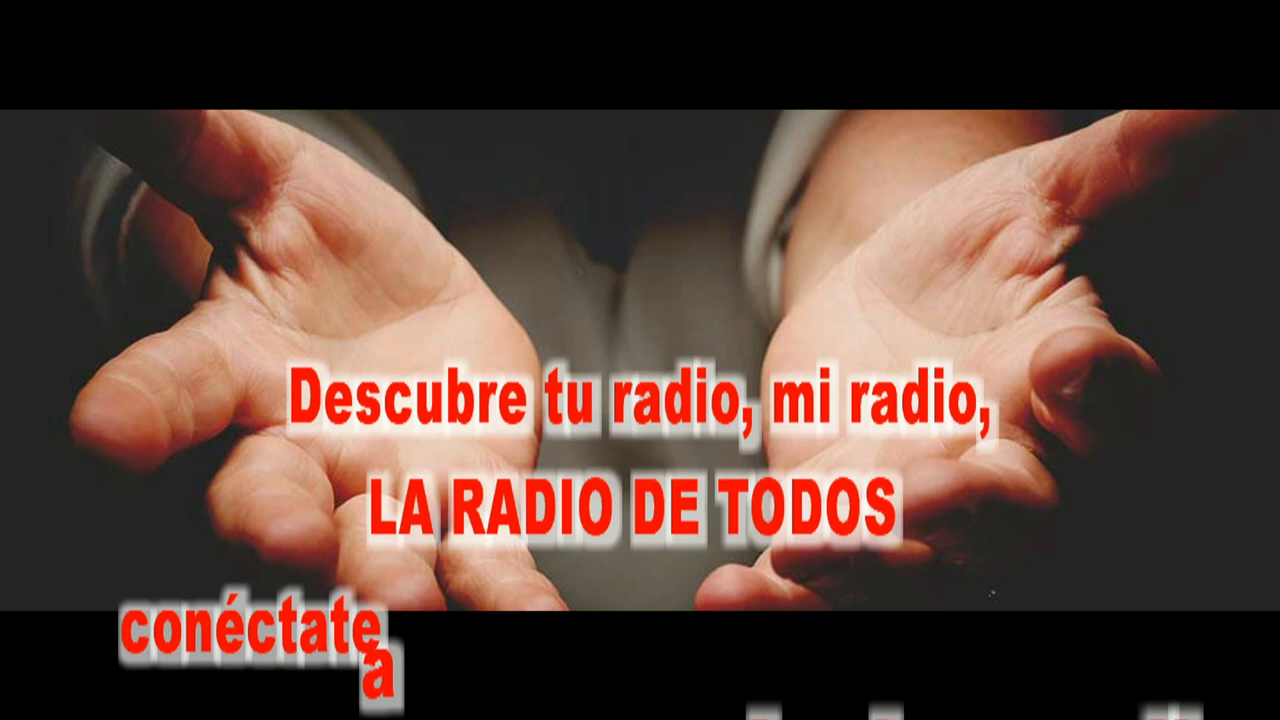 Descubre tu radio, mi radio,
LA RADIO DE TODOS
conéctate
a